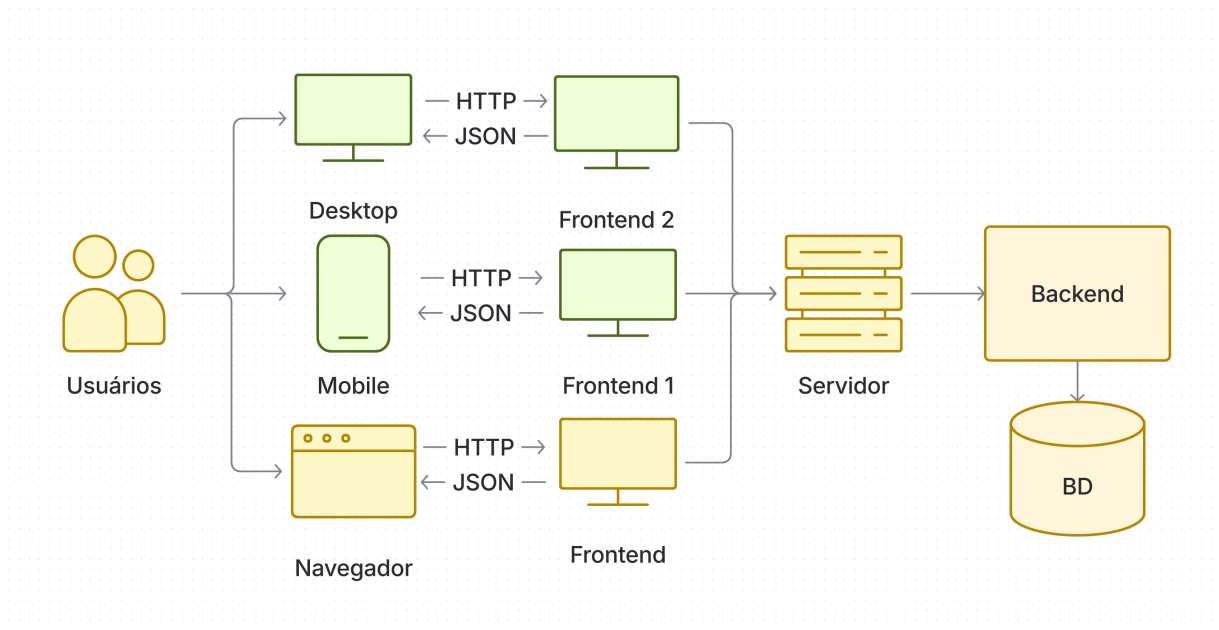 HTTP
JSON
Desktop
Frontend 2
HTTP
JSON
Backend
Usuários
Mobile
Frontend 1
Servidor
HTTP
JSON
BD
Navegador
Frontend